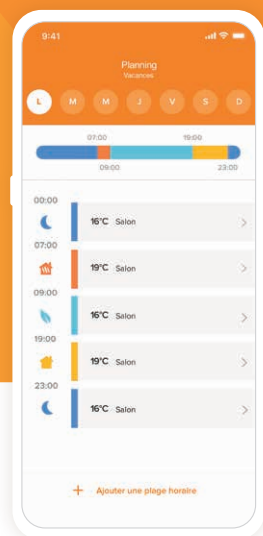 9:41
Planning
Vacances
L M M J V S D
07:00 19:00
09:00 23:00
00:00
16°C Salon
07:00
19°C Salon
09:00
16°C Salon
19:00
19°C Salon
23:00
16°C Salon
+ Ajouter une plage horaire